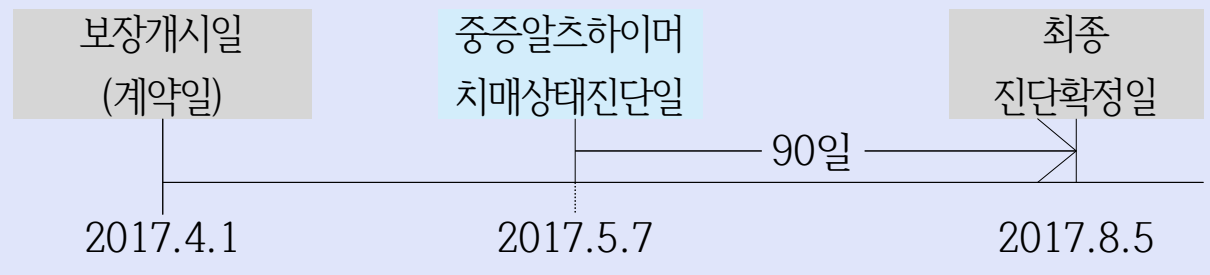 보장개시일
(계약일)
중증알츠하이머
치매상태진단일
최종
진단확정일
90일
2017.4.1
2017.5.7
2017.8.5